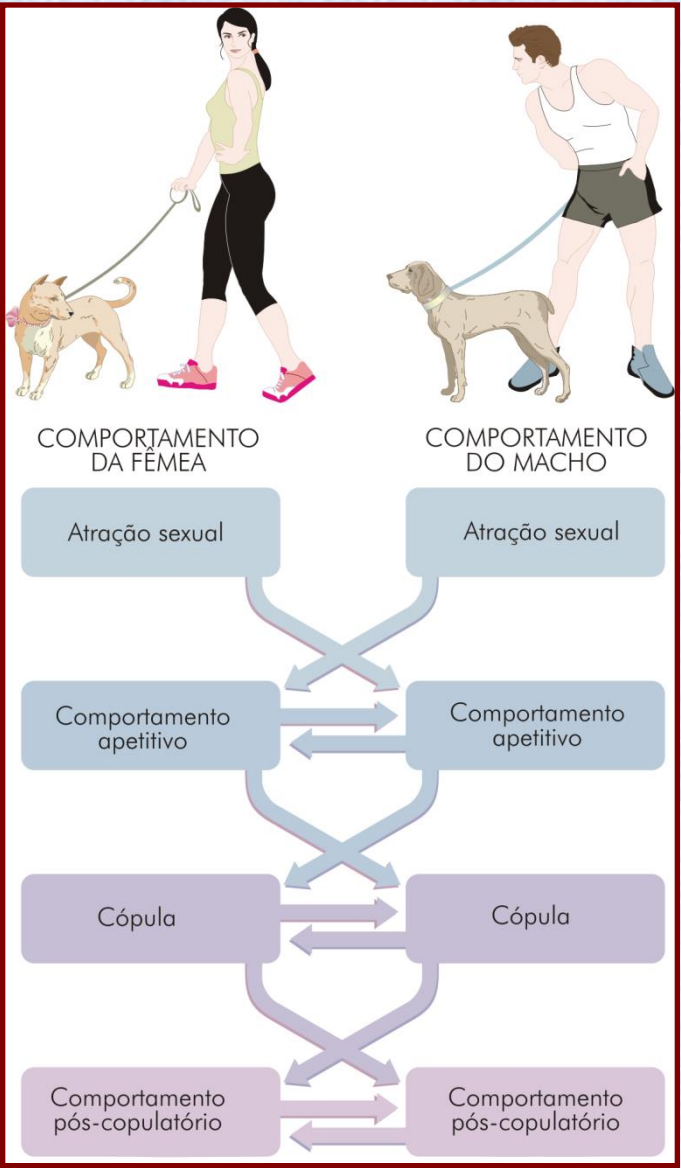 COMPORTAMENTO
DA FÊMEA
COMPORTAMENTO
DO MACHO
Atração sexual
Atração sexual
Comportamento
apetitivo
Comportamento
apetitivo
Cópula
Cópula
Comportamento
pós-copulatório
Comportamento
pós-copulatório